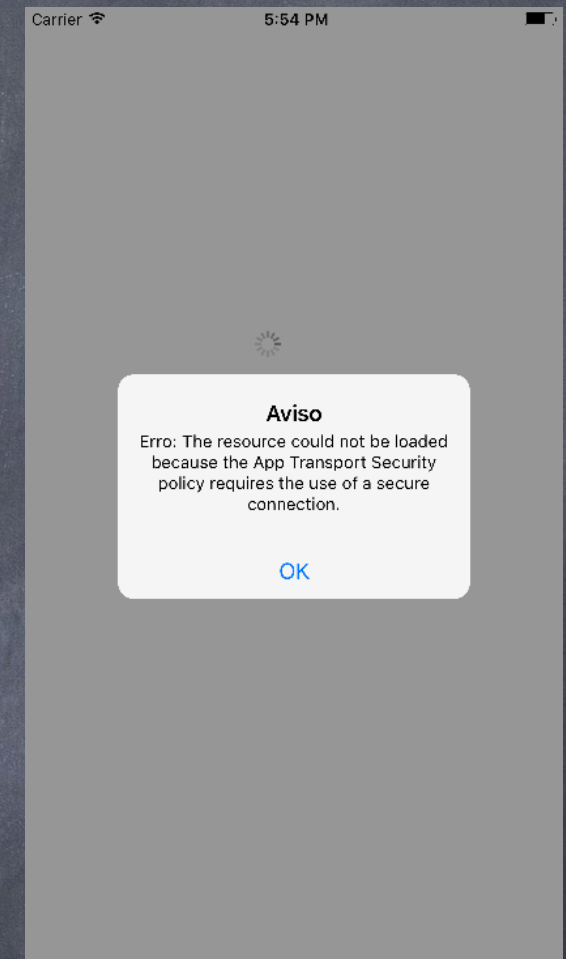 Carrier 5:54 PM
Aviso
Erro: The resource could not be loaded
because the App Transport Security
policy requires the use of a secure
connection.
OK